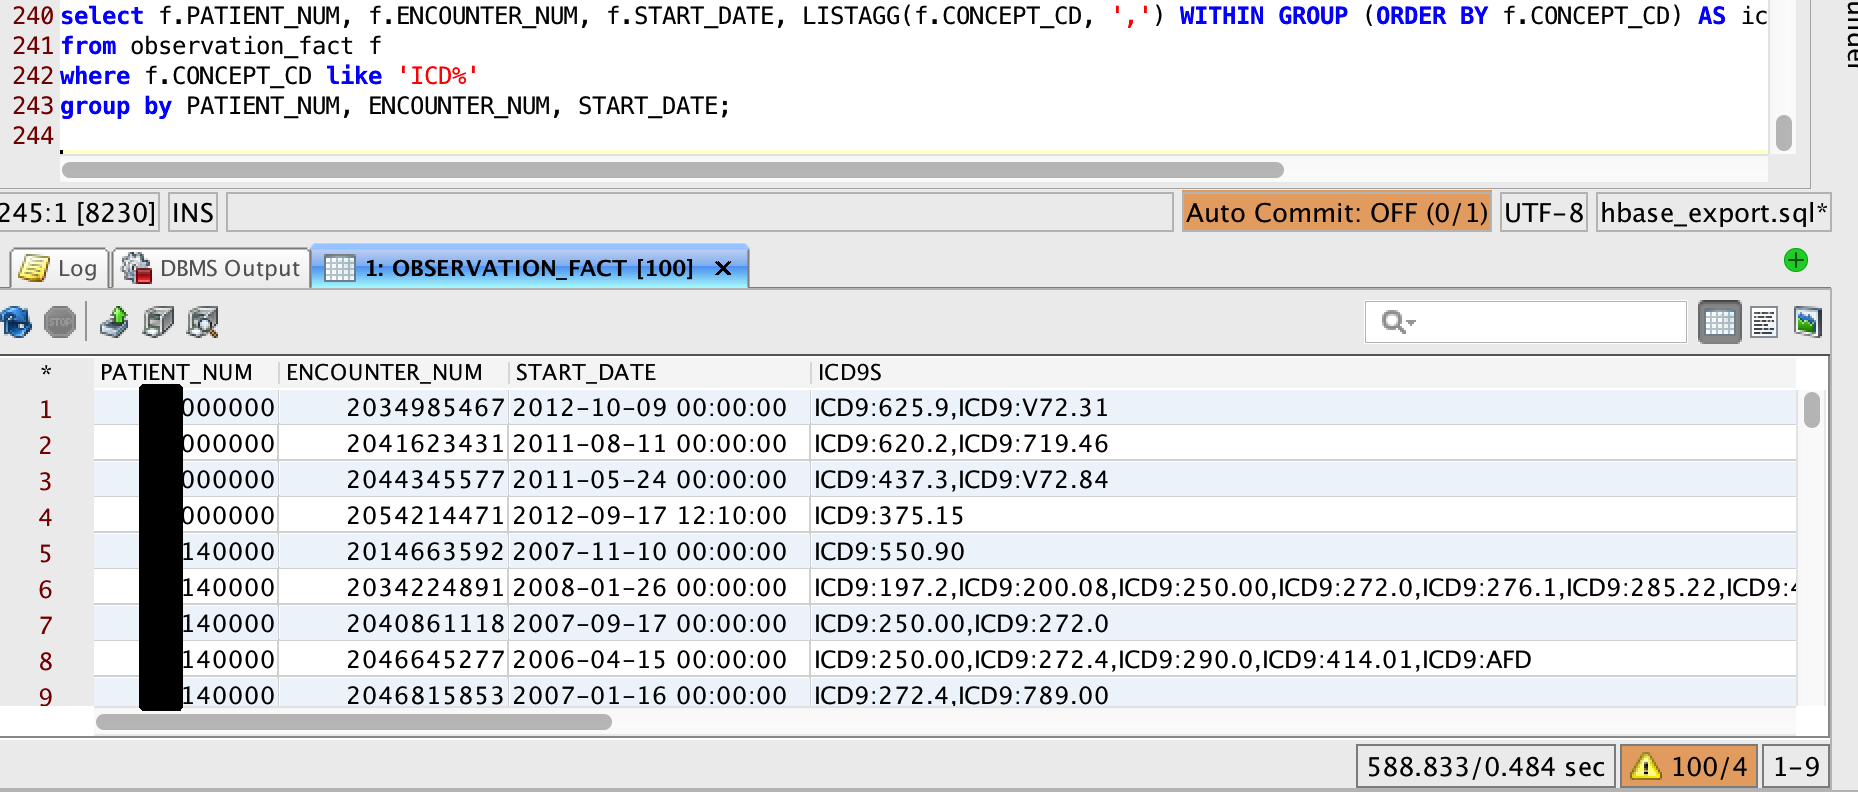 240 select f.PATIENT_NUM, f.ENCOUNTER_NUM, f.START_DATE, LISTAGG(f.CONCEPT_CD, ',') WITHIN GROUP (ORDER BY f.CONCEPT_CD) AS ic
241 from observation_fact f
242 where f.CONCEPT_CD like 'ICD%'
243 group by PATIENT_NUM, ENCOUNTER_NUM, START_DATE;
244
245:1 [8230] INS Auto Commit: OFF (0/1) UTF-8 hbase_export.sql*
Log DBMS Output 1: OBSERVATION_FACT [100]
STOP
* PATIENT_NUM ENCOUNTER_NUM START_DATE ICD9S
1 000000 2034985467 2012-10-09 00:00:00 ICD9:625.9,ICD9:V72.31
2 000000 2041623431 2011-08-11 00:00:00 ICD9:620.2,ICD9:719.46
3 000000 2044345577 2011-05-24 00:00:00 ICD9:437.3,ICD9:V72.84
4 000000 2054214471 2012-09-17 12:10:00 ICD9:375.15
5 140000 2014663592 2007-11-10 00:00:00 ICD9:550.90
6 140000 2034224891 2008-01-26 00:00:00 ICD9:197.2,ICD9:200.08,ICD9:250.00,ICD9:272.0,ICD9:276.1,ICD9:285.22,ICD9:4
7 140000 2040861118 2007-09-17 00:00:00 ICD9:250.00,ICD9:272.0
8 140000 2046645277 2006-04-15 00:00:00 ICD9:250.00,ICD9:272.4,ICD9:290.0,ICD9:414.01,ICD9:AFD
9 140000 2046815853 2007-01-16 00:00:00 ICD9:272.4,ICD9:789.00
588.833/0.484 sec 100/4 1-9